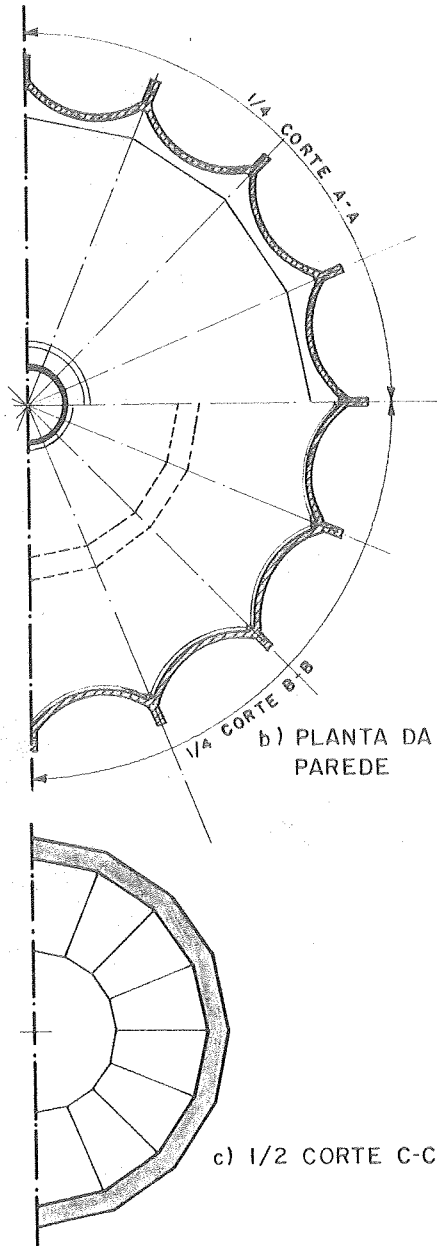 1/4 CORTE A-A
1/4 CORTE B-B
b) PLANTA DA
PAREDE
c) 1/2 CORTE C-C